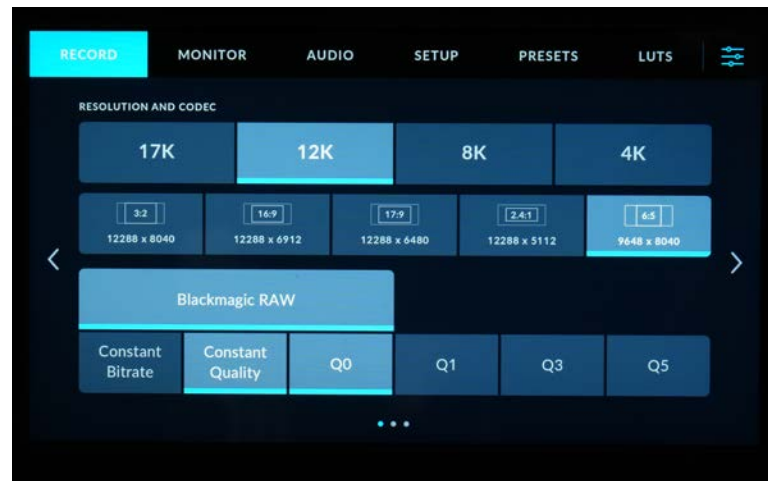 RECORD MONITOR AUDIO SETUP PRESETS LUTS
RESOLUTION AND CODEC
17K 12K 8K 4K
3:2 16:9 17:9 2.4:1 6:5
12288 x 8040 12288 x 6912 12288 x 6480 12288 x 5112 9648 x 8040
Blackmagic RAW
Constant Bitrate Constant Quality Q0 Q1 Q3 Q5